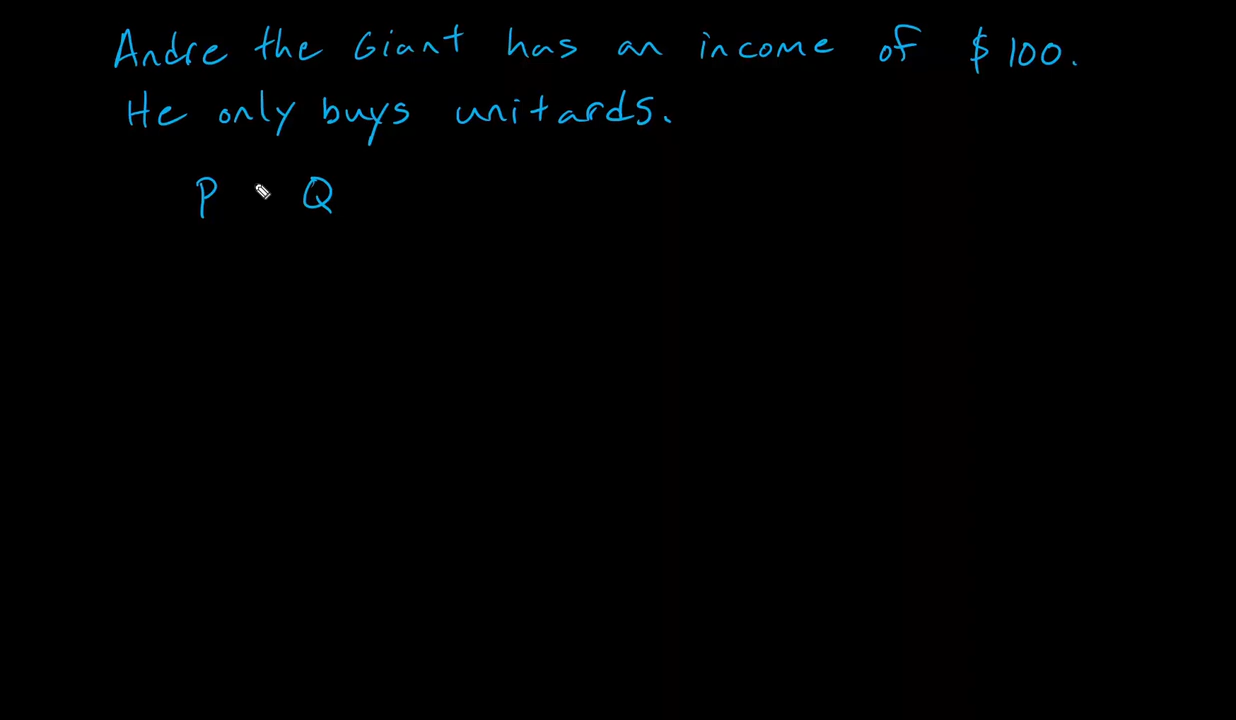 Andre the Giant has an income of $100.
He only buys unitards.
P Q